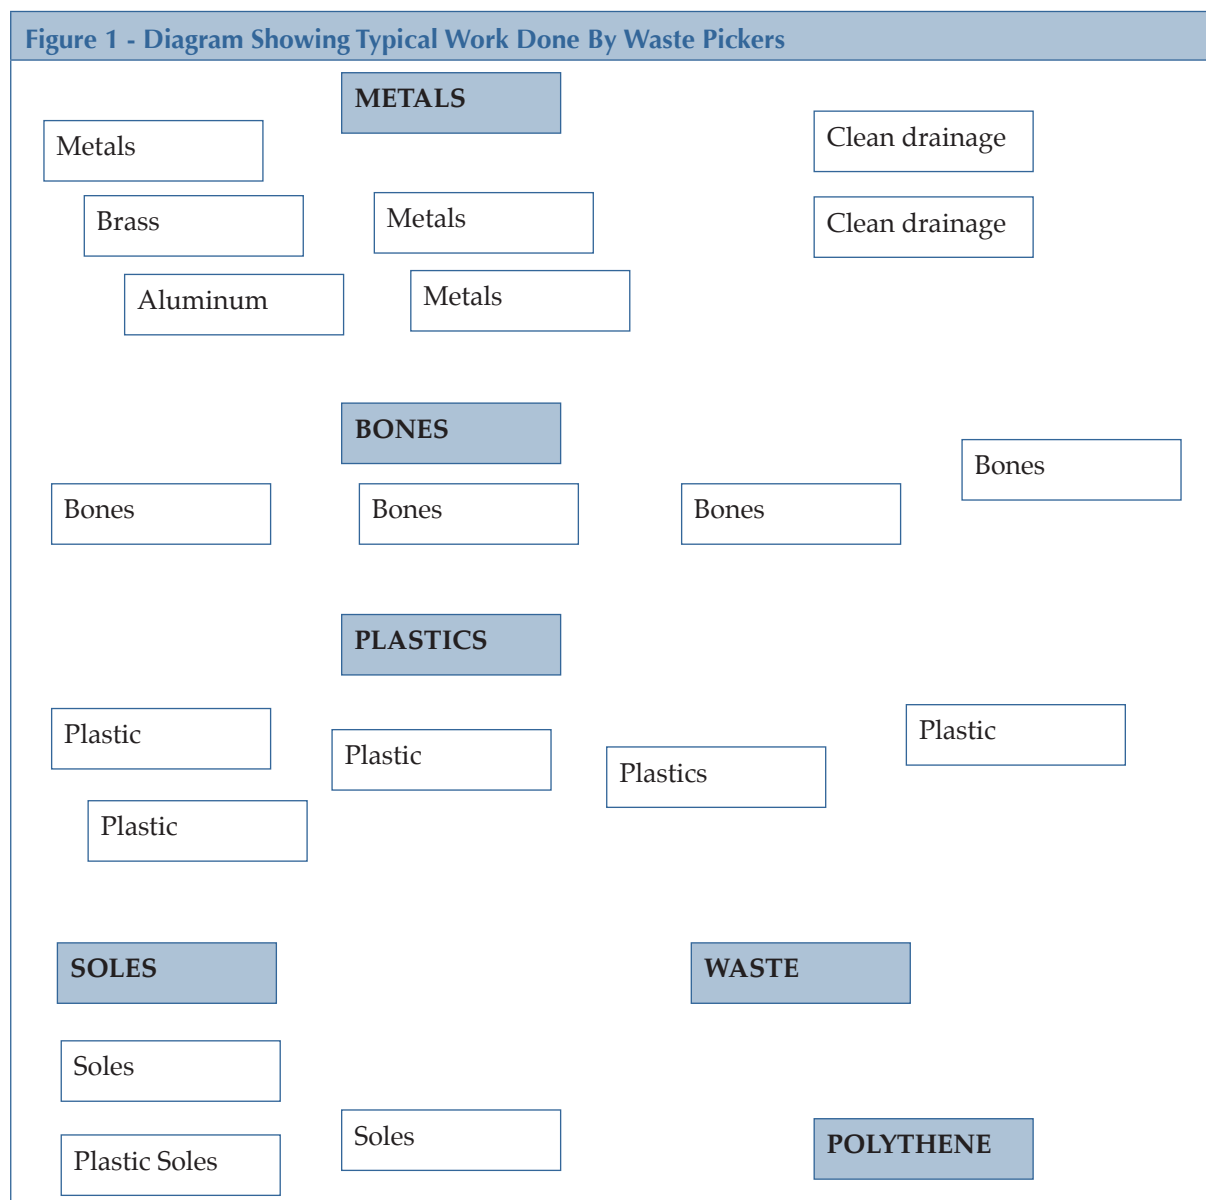 Figure 1 - Diagram Showing Typical Work Done By Waste Pickers
METALS
Metals
Clean drainage
Brass
Metals
Clean drainage
Aluminum
Metals
BONES
Bones
Bones
Bones
Bones
PLASTICS
Plastic
Plastic
Plastics
Plastic
Plastic
SOLES
WASTE
Soles
Soles
POLYTHENE
Plastic Soles